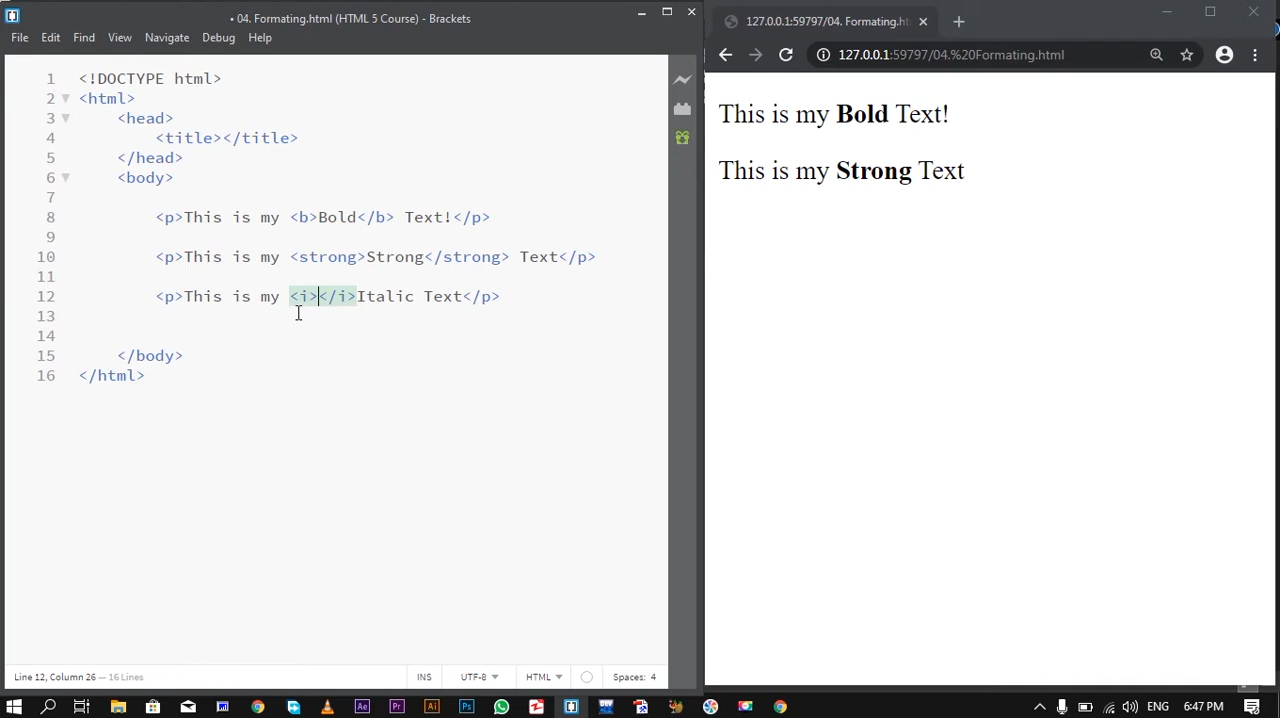 • 04. Formating.html (HTML 5 Course) - Brackets
File Edit Find View Navigate Debug Help
1 <!DOCTYPE html>
2 <html>
3 <head>
4 <title></title>
5 </head>
6 <body>
7
8 <p>This is my <b>Bold</b> Text!</p>
9
10 <p>This is my <strong>Strong</strong> Text</p>
11
12 <p>This is my <i></i>Italic Text</p>
13
14
15 </body>
16 </html>
Line 12, Column 26 — 16 Lines
INS UTF-8 HTML Spaces: 4
127.0.0.1:59797/04. Formating.ht
127.0.0.1:59797/04.%20Formating.html
This is my Bold Text!
This is my Strong Text
Ae Pr Ai Ps
ENG 6:47 PM